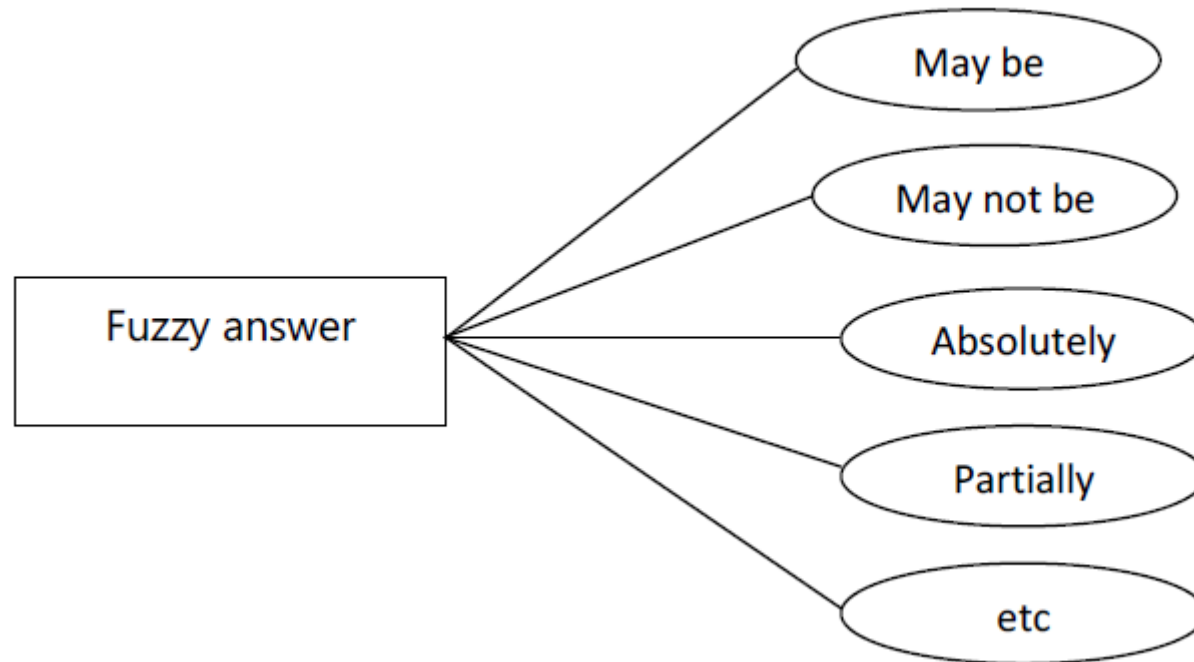 May be
May not be
Fuzzy answer
Absolutely
Partially
etc